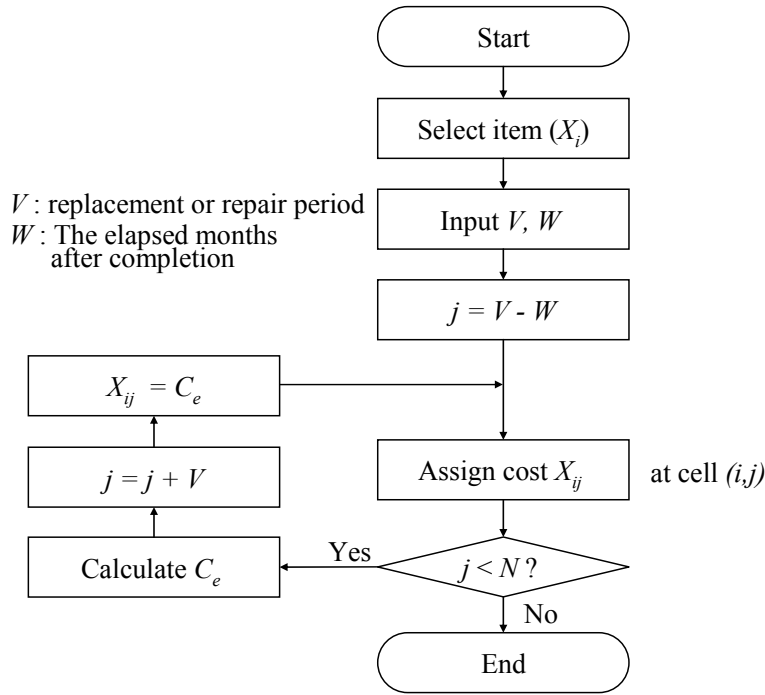 Start
Select item (Xi)
V : replacement or repair period
W : The elapsed months
after completion
Input V, W
j = V - W
Xij = Ce
j = j + V
Assign cost Xij
at cell (i,j)
Calculate Ce
Yes
j < N ?
No
End